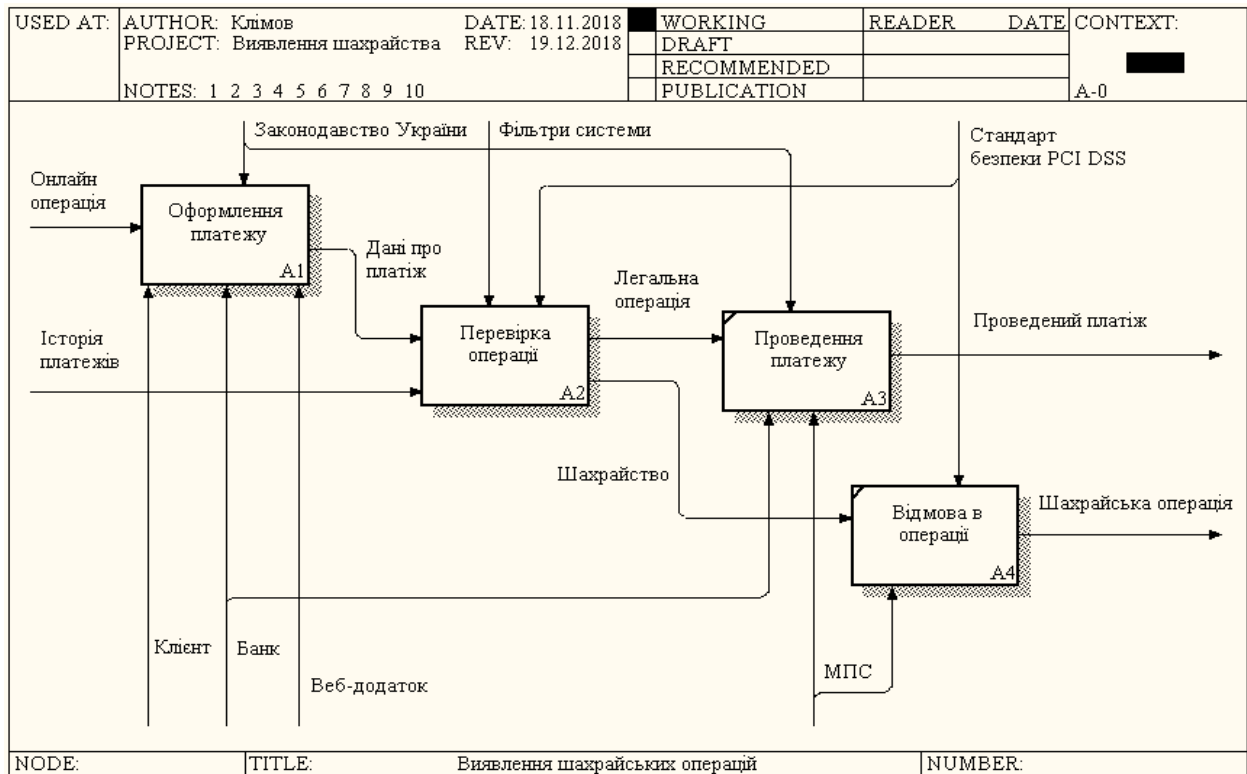 USED AT:
AUTHOR: Клімов
DATE: 18.11.2018
PROJECT: Виявлення шахрайства
REV: 19.12.2018
NOTES: 1 2 3 4 5 6 7 8 9 10
WORKING
DRAFT
RECOMMENDED
PUBLICATION
READER
DATE
CONTEXT:
A-0
Законодавство України
Фільтри системи
Стандарт
безпеки PCI DSS
Онлайн
операція
Оформлення
платежу
A1
Дані про
платіж
Легальна
операція
Історія
платежів
Перевірка
операції
A2
Проведення
платежу
A3
Проведений платіж
Шахрайство
Відмова в
операції
A4
Шахрайська операція
Клієнт
Банк
Веб-додаток
МПС
NODE:
TITLE:
Виявлення шахрайських операцій
NUMBER: